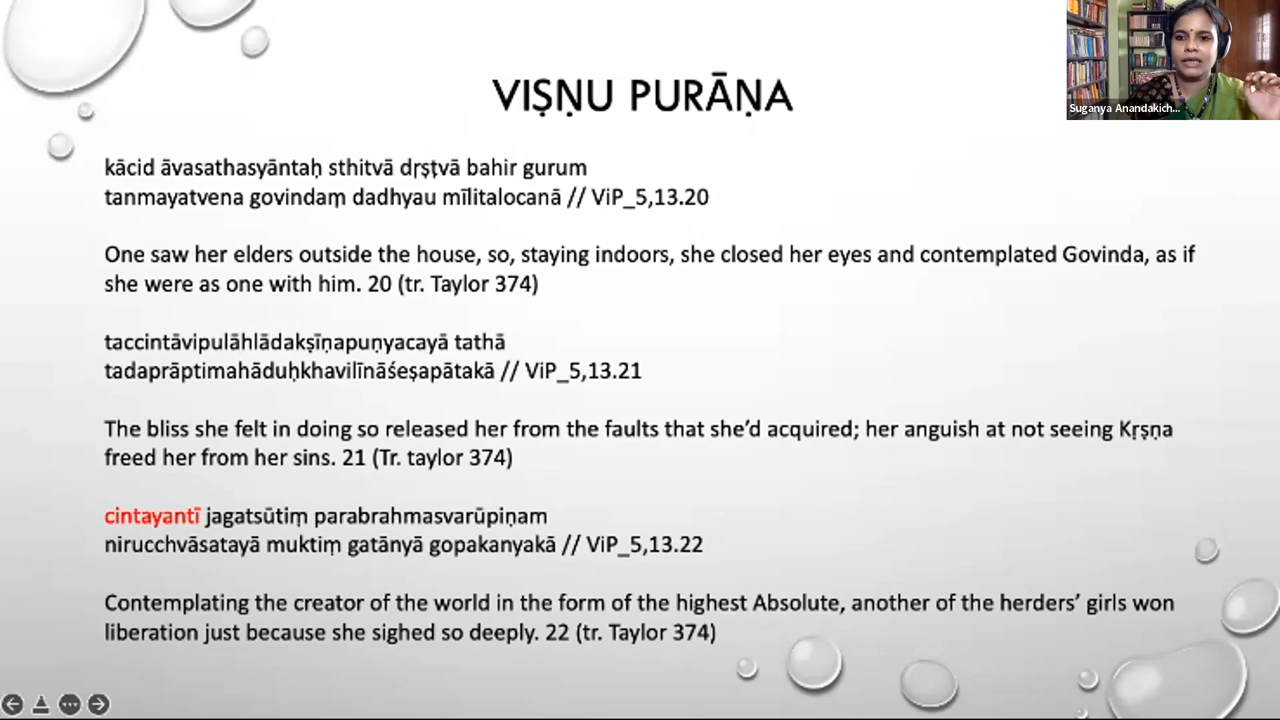 VIṢṆU PURĀṆA
Suganya Anandakich...
kācid āvasathasyāntaḥ sthitvā dṛṣṭvā bahir gurum
tanmayatvena govindaṃ dadhyau mīlitalocanā // ViP_5,13.20
One saw her elders outside the house, so, staying indoors, she closed her eyes and contemplated Govinda, as if
she were as one with him. 20 (tr. Taylor 374)
taccintāvipulāhlādakṣīṇapuṇyacayā tathā
tadaprāptimahāduḥkhavilīnāśeṣapātakā // ViP_5,13.21
The bliss she felt in doing so released her from the faults that she’d acquired; her anguish at not seeing Kṛṣṇa
freed her from her sins. 21 (Tr. taylor 374)
cintayantī jagatsūtiṃ parabrahmasvarūpiṇam
nirucchvāsatayā muktiṃ gatānyā gopakanyakā // ViP_5,13.22
Contemplating the creator of the world in the form of the highest Absolute, another of the herders’ girls won
liberation just because she sighed so deeply. 22 (tr. Taylor 374)